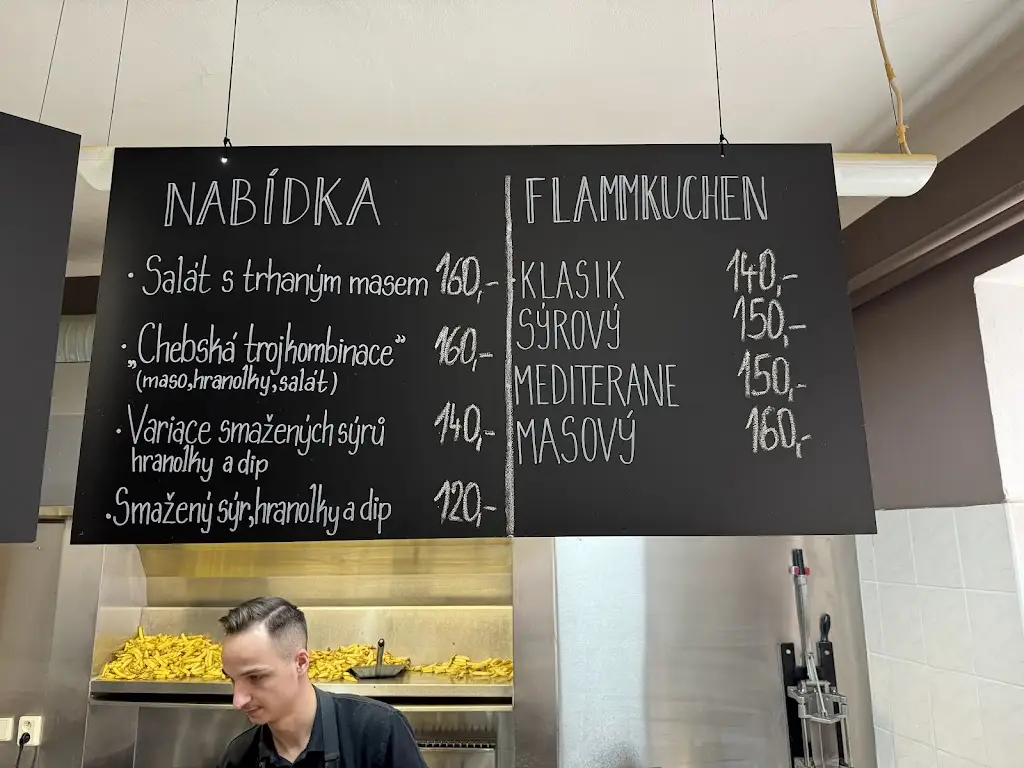 NABÍDKA
• Salát s trhaným masem 160,-
• „Chebská trojkombinace" 160,-
(maso, hranolky, salát)
• Variace smažených sýrů 140,-
hranolky a dip
• Smažený sýr, hranolky a dip 120,-
FLAMMKUCHEN
KLASIK 140,-
SÝROVÝ 150,-
MEDITERANE 150,-
MASOVÝ 160,-